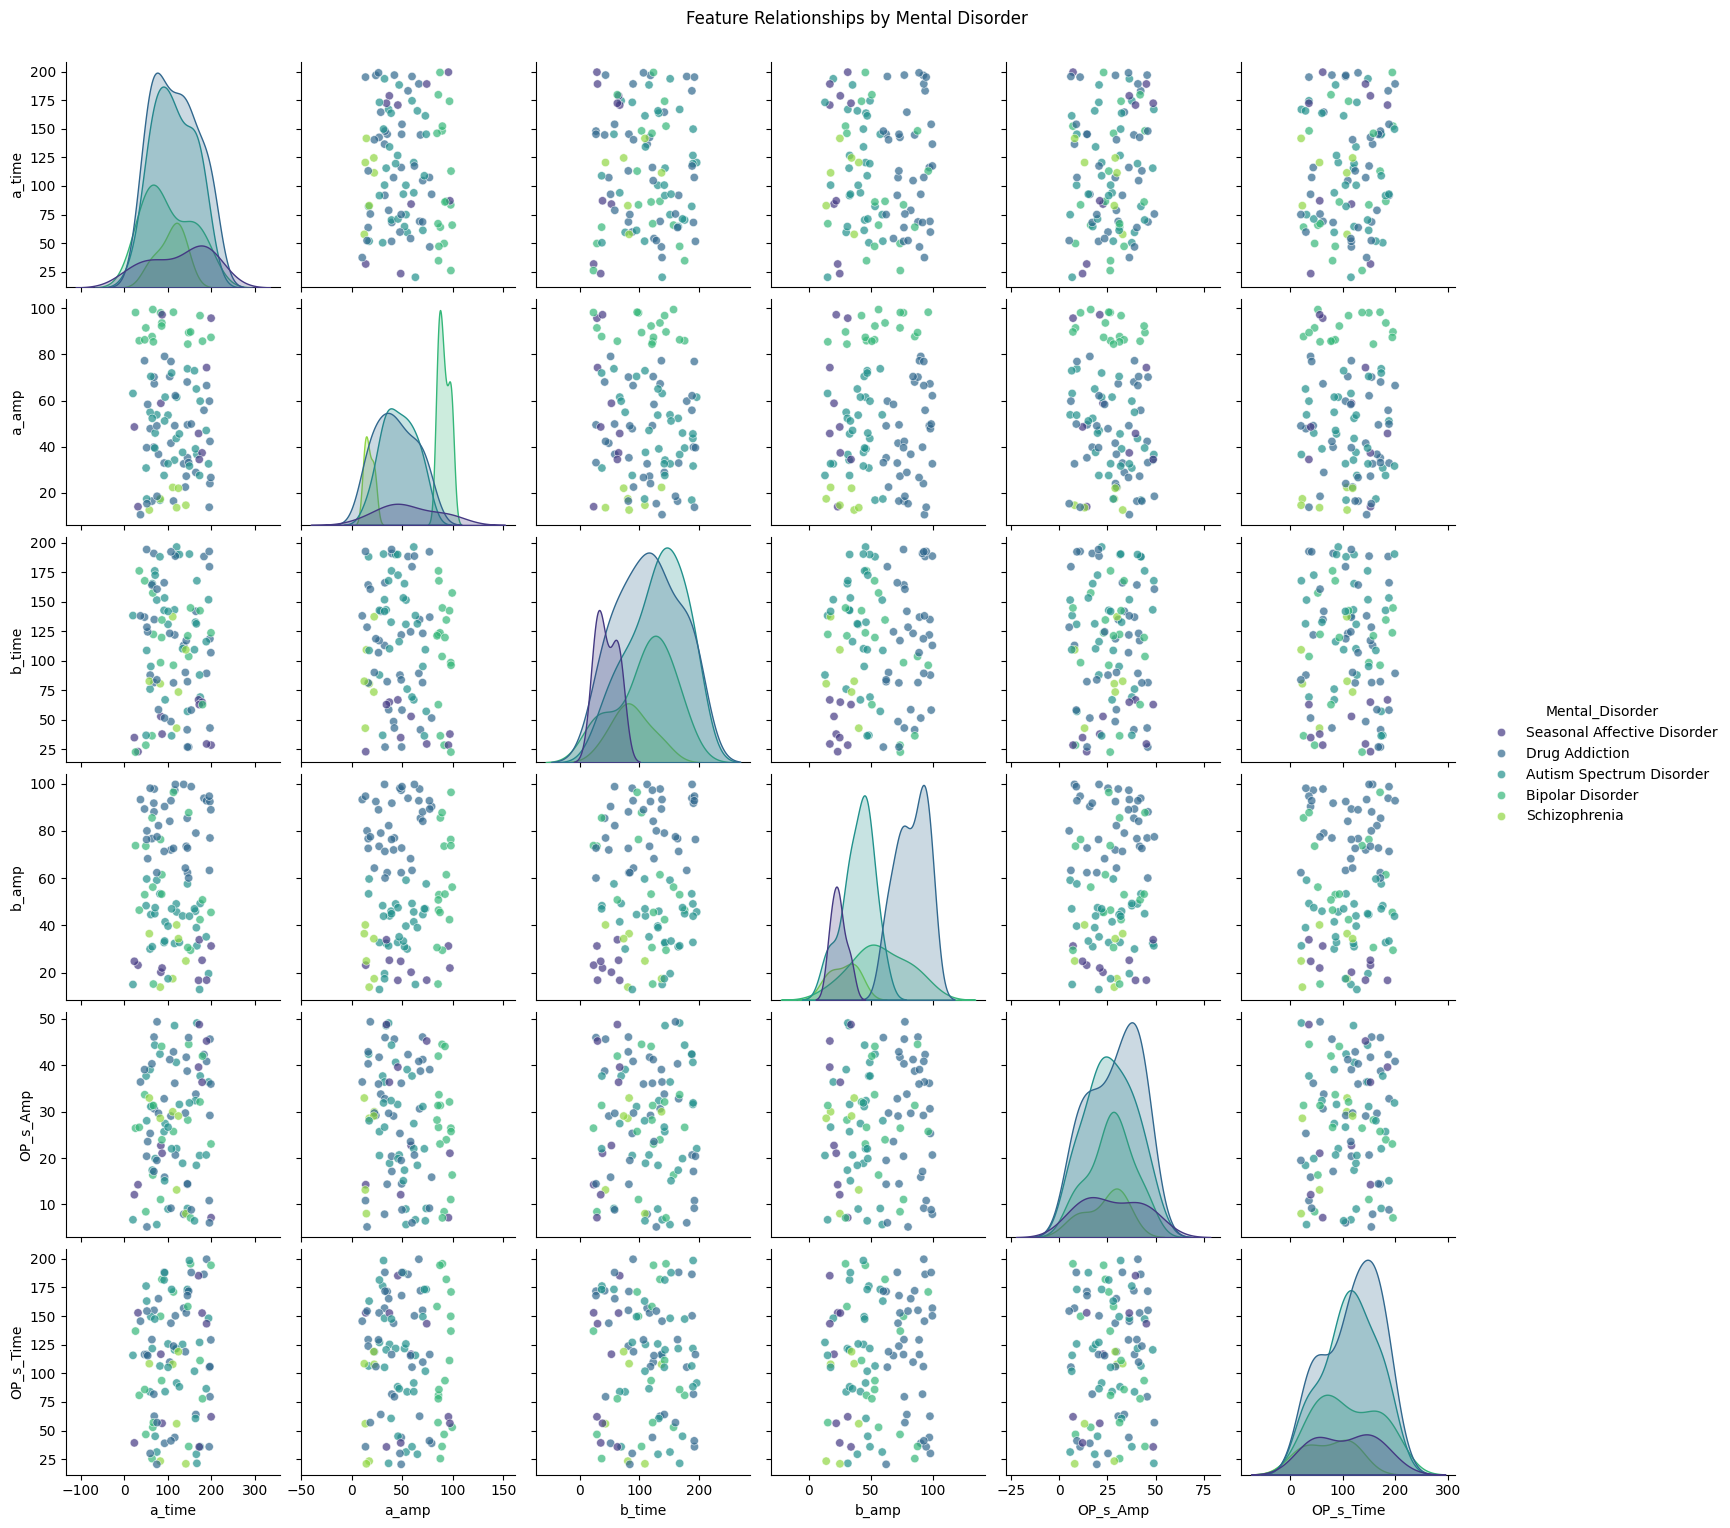 Feature Relationships by Mental Disorder
200
175
150
125
100
75
50
25
a_time
100
80
60
40
20
a_amp
200
175
150
125
100
75
50
25
b_time
Mental_Disorder
Seasonal Affective Disorder
Drug Addiction
Autism Spectrum Disorder
Bipolar Disorder
Schizophrenia
100
80
60
40
20
b_amp
50
40
30
20
10
OP_s_Amp
200
175
150
125
100
75
50
25
OP_s_Time
−100 0 100 200 300
−50 0 50 100 150
0 100 200
0 50 100
−25 0 25 50 75
0 100 200 300
a_time a_amp b_time b_amp OP_s_Amp OP_s_Time